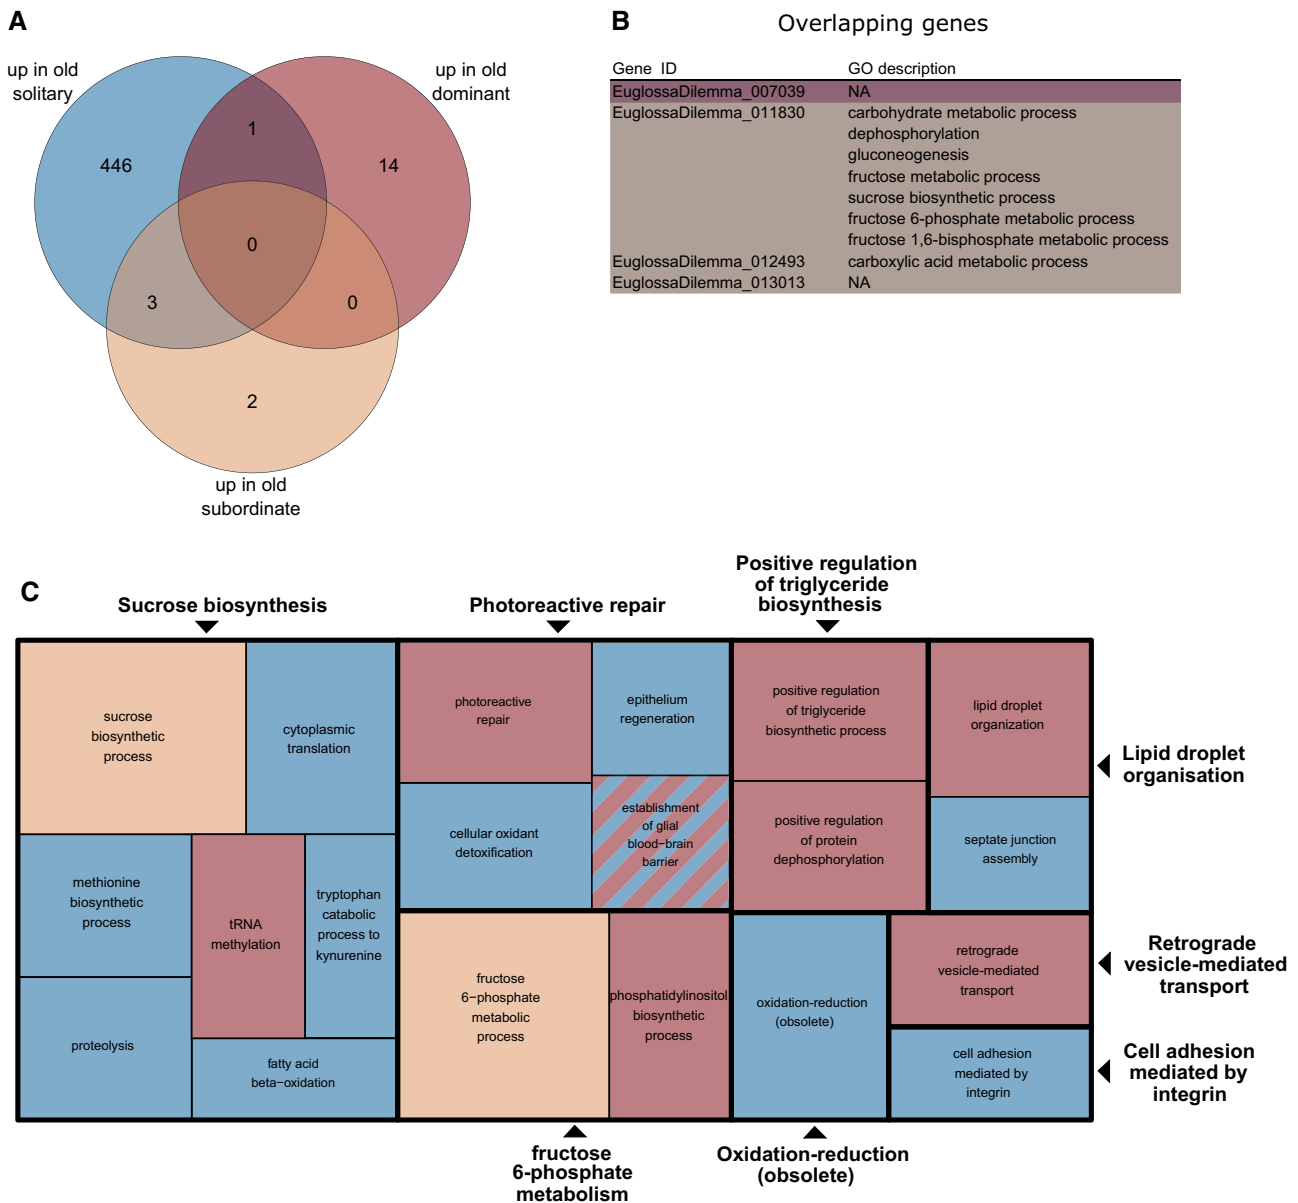 A
up in old
solitary
up in old
dominant
446
1
14
0
3
0
2
up in old
subordinate
B
Overlapping genes
Gene ID GO description
EuglossaDilemma_007039 NA
EuglossaDilemma_011830 carbohydrate metabolic process
dephosphorylation
gluconeogenesis
fructose metabolic process
sucrose biosynthetic process
fructose 6-phosphate metabolic process
fructose 1,6-bisphosphate metabolic process
EuglossaDilemma_012493 carboxylic acid metabolic process
EuglossaDilemma_013013 NA
C
Sucrose biosynthesis
Photoreactive repair
Positive regulation
of triglyceride
biosynthesis
sucrose
biosynthetic
process
cytoplasmic
translation
methionine
biosynthetic
process
tRNA
methylation
tryptophan
catabolic
process to
kynurenine
proteolysis
fatty acid
beta−oxidation
photoreactive
repair
epithelium
regeneration
cellular oxidant
detoxification
establishment
of glial
blood−brain
barrier
fructose
6−phosphate
metabolic
process
phosphatidylinositol
biosynthetic
process
positive regulation
of triglyceride
biosynthetic process
positive regulation
of protein
dephosphorylation
lipid droplet
organization
septate junction
assembly
oxidation-reduction
(obsolete)
retrograde
vesicle-mediated
transport
cell adhesion
mediated by
integrin
Lipid droplet
organisation
Retrograde
vesicle-mediated
transport
Cell adhesion
mediated by
integrin
fructose
6-phosphate
metabolism
Oxidation-reduction
(obsolete)